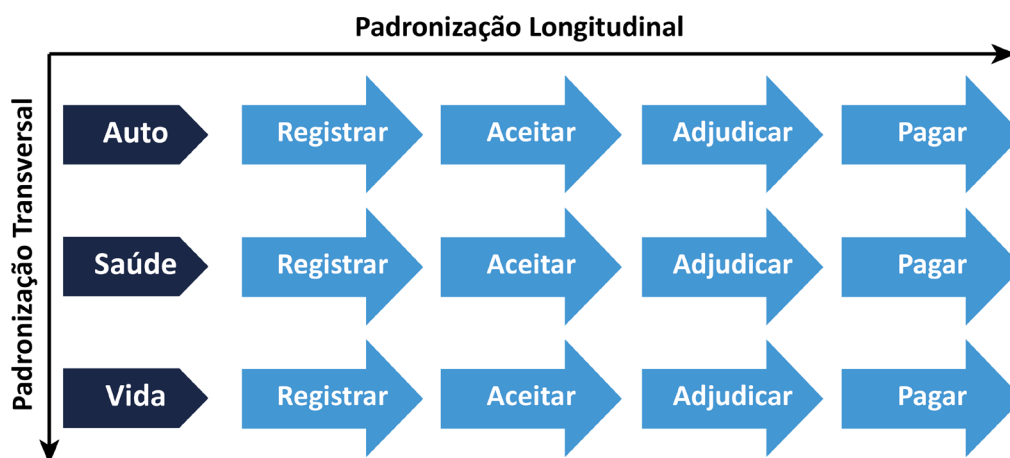 Padronização Longitudinal
Padronização Transversal
Auto Registrar Aceitar Adjudicar Pagar
Saúde Registrar Aceitar Adjudicar Pagar
Vida Registrar Aceitar Adjudicar Pagar